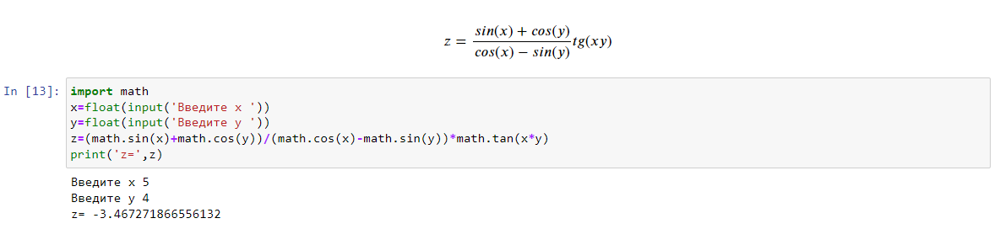 z = sin(x) + cos(y)
cos(x) − sin(y) tg(xy)
In [13]: import math
x=float(input('Введите x '))
y=float(input('Введите y '))
z=(math.sin(x)+math.cos(y))/(math.cos(x)-math.sin(y))*math.tan(x*y)
print('z=',z)
Введите x 5
Введите y 4
z= -3.467271866556132